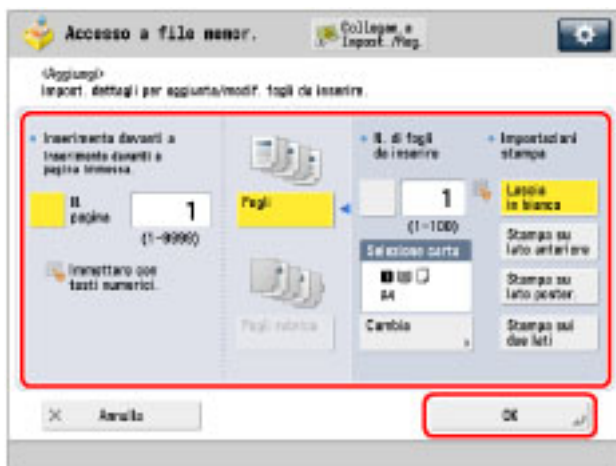 Accesso a file memor.
Collegam. a
Impost./Reg.
<Aggiungi>
Impost. dettagli per aggiunta/modif. fogli da inserire.
Inserimento davanti a
Inserimento davanti a
pagina immessa.
N.
pagina
1
(1-9999)
Immettere con
tasti numerici.
Fogli
Fogli rubrica
N. di fogli
da inserire
1
(1-100)
Selezione carta
1
A4
Cambia
Impostazioni
stampa
Lascia
in bianco
Stampa su
lato anteriore
Stampa su
lato poster.
Stampa sui
due lati
Annulla
OK